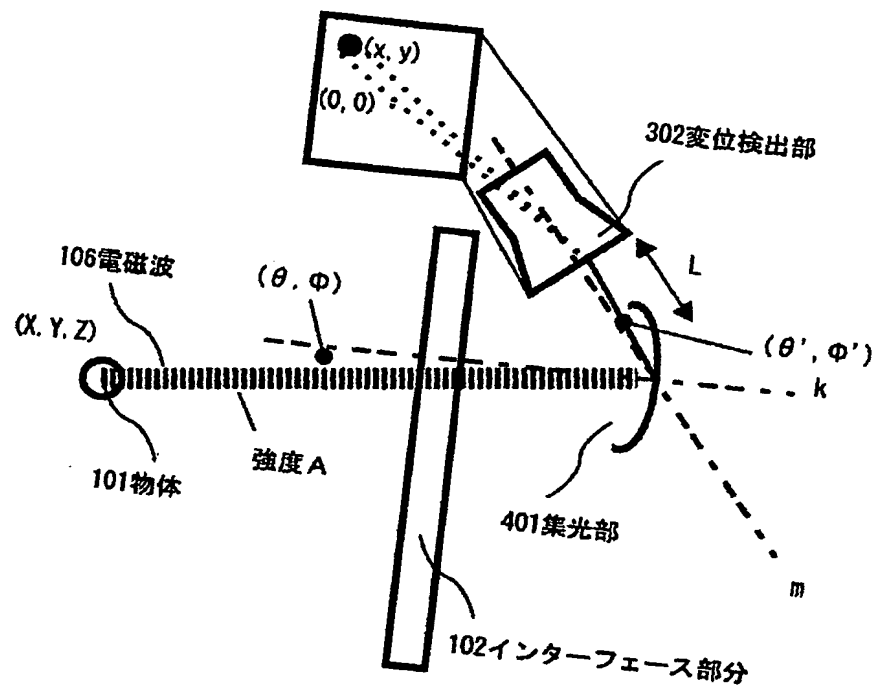 (x, y)
(0, 0)
302変位検出部
106電磁波
(θ, Φ)
L
(X, Y, Z)
(θ', Φ')
k
強度A
101物体
401集光部
m
102インターフェース部分